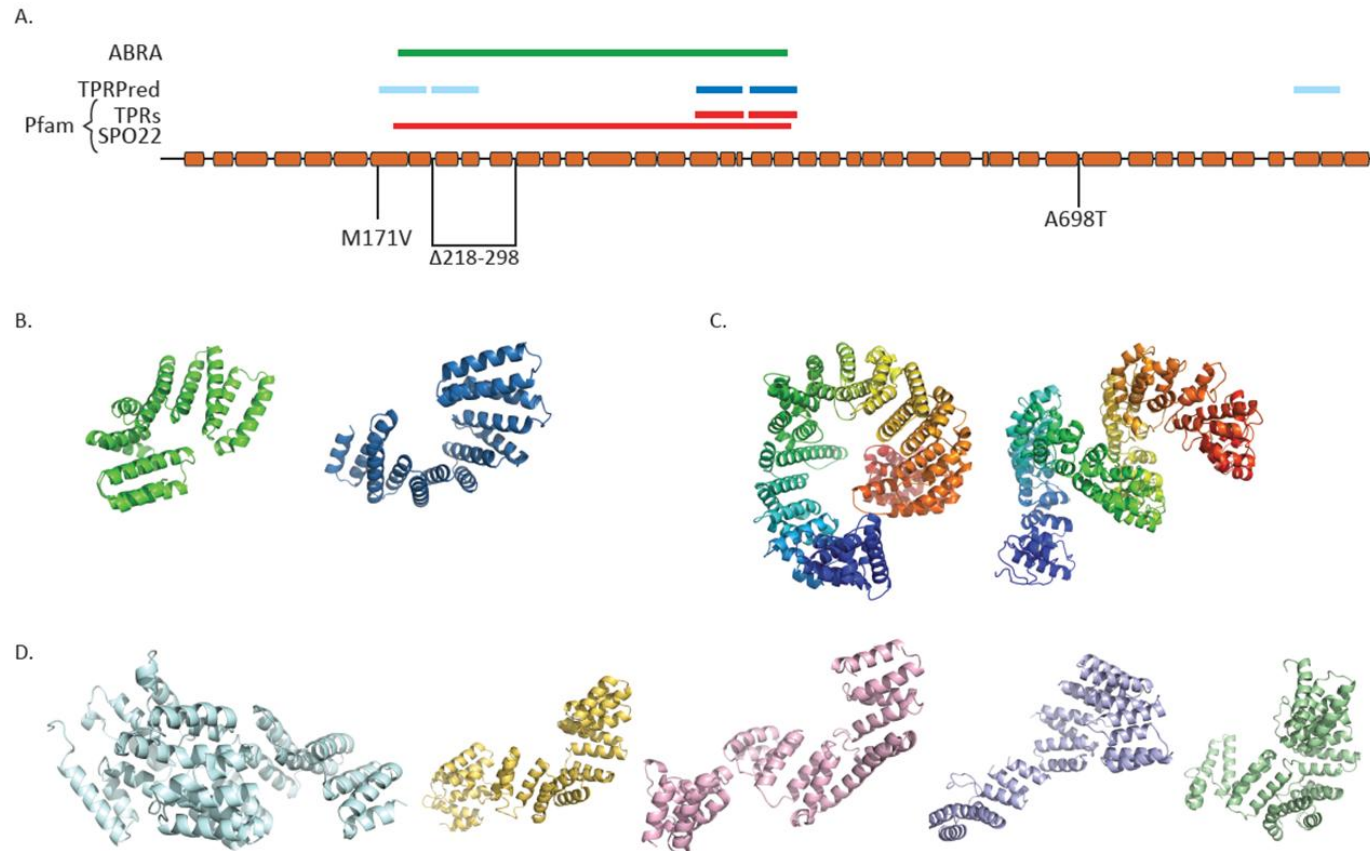 A.
ABRA
TPRPred
Pfam
TPRs
SPO22
M171V
Δ218-298
A698T
B.
C.
D.